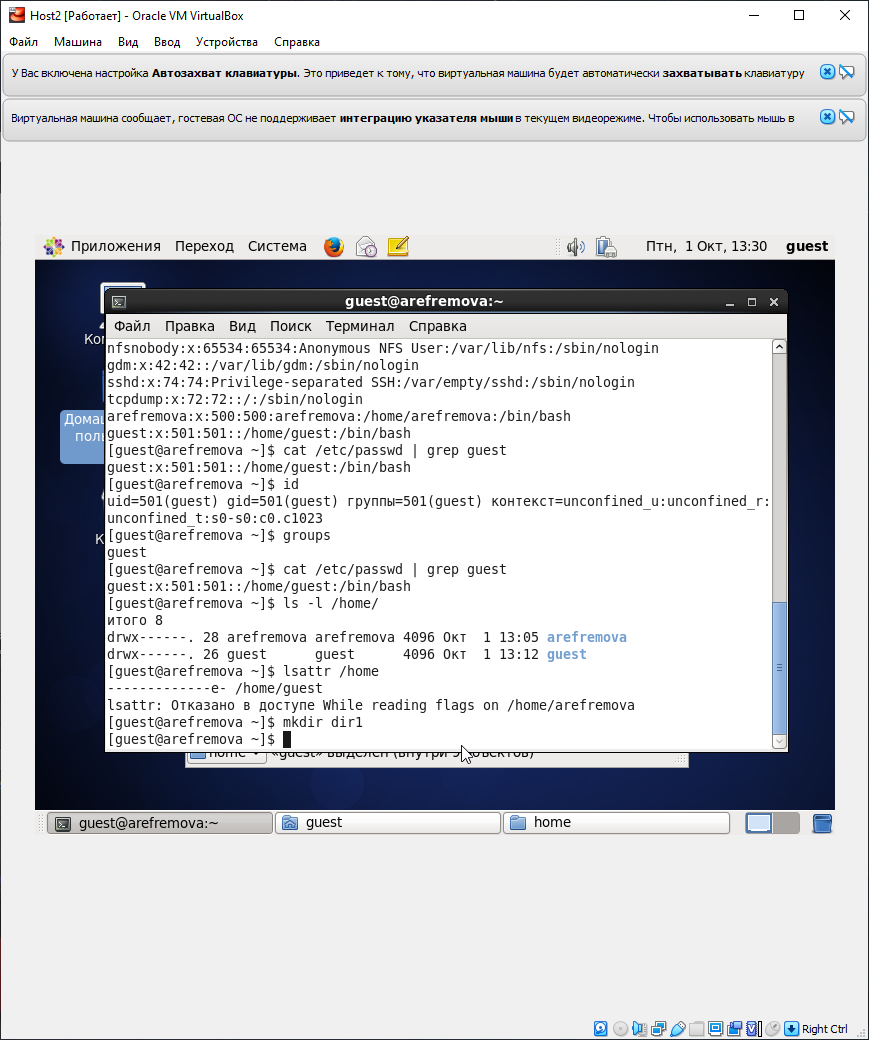 Host2 [Работает] - Oracle VM VirtualBox
Файл Машина Вид Ввод Устройства Справка
У Вас включена настройка Автозахват клавиатуры. Это приведет к тому, что виртуальная машина будет автоматически захватывать клавиатуру
Виртуальная машина сообщает, гостевая ОС не поддерживает интеграцию указателя мыши в текущем видеорежиме. Чтобы использовать мышь в
Приложения Переход Система Птн, 1 Окт, 13:30 guest
guest@arefremova:~
Файл Правка Вид Поиск Терминал Справка
nfsnobody:x:65534:65534:Anonymous NFS User:/var/lib/nfs:/sbin/nologin
gdm:x:42:42::/var/lib/gdm:/sbin/nologin
sshd:x:74:74:Privilege-separated SSH:/var/empty/sshd:/sbin/nologin
tcpdump:x:72:72::/:/sbin/nologin
arefremova:x:500:500:arefremova:/home/arefremova:/bin/bash
guest:x:501:501::/home/guest:/bin/bash
[guest@arefremova ~]$ cat /etc/passwd | grep guest
guest:x:501:501::/home/guest:/bin/bash
[guest@arefremova ~]$ id
uid=501(guest) gid=501(guest) группы=501(guest) контекст=unconfined_u:unconfined_r:
unconfined_t:s0-s0:c0.c1023
[guest@arefremova ~]$ groups
guest
[guest@arefremova ~]$ cat /etc/passwd | grep guest
guest:x:501:501::/home/guest:/bin/bash
[guest@arefremova ~]$ ls -l /home/
итого 8
drwx------. 28 arefremova arefremova 4096 Окт  1 13:05 arefremova
drwx------. 26 guest      guest      4096 Окт  1 13:12 guest
[guest@arefremova ~]$ lsattr /home
-------------e- /home/guest
lsattr: Отказано в доступе While reading flags on /home/arefremova
[guest@arefremova ~]$ mkdir dir1
[guest@arefremova ~]$
guest@arefremova:~ guest home
Right Ctrl